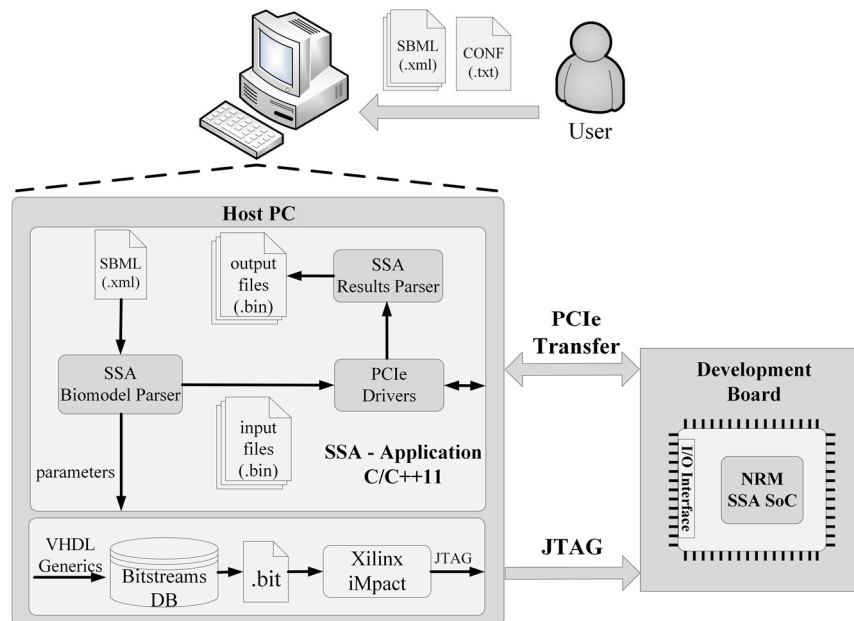 SBML
(.xml)
CONF
(.txt)
User
Host PC
SBML
(.xml)
output
files
(.bin)
SSA
Results Parser
SSA
Biomodel Parser
PCIe
Drivers
input
files
(.bin)
SSA - Application
C/C++11
parameters
VHDL
Generics
Bitstreams
DB
.bit
Xilinx
iMpact
JTAG
PCIe
Transfer
JTAG
Development
Board
I/O Interface
NRM
SSA SoC